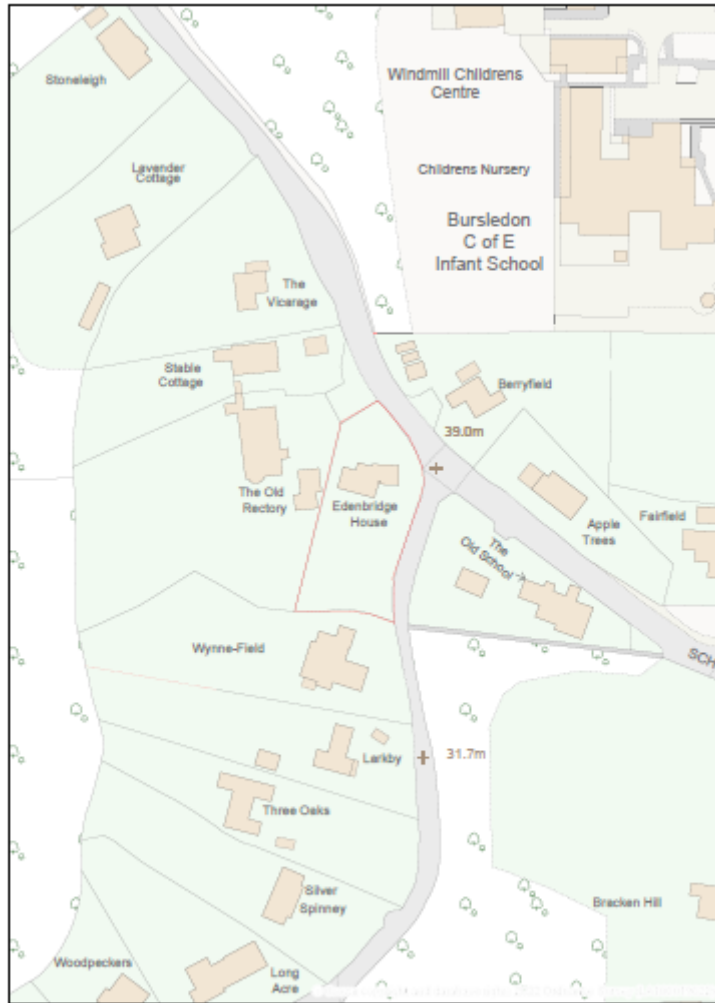 Stoneleigh
Windmill Childrens
Centre
Lavender
Cottage
Childrens Nursery
Bursledon
C of E
Infant School
The
Vicarage
Stable
Cottage
Berryfield
39.0m
The Old
Rectory
Edenbridge
House
Apple
Trees
Fairfield
The
Old School
Wynne-Field
SCH
Larkby
31.7m
Three Oaks
Silver
Spinney
Bracken Hill
Woodpeckers
Long
Acre